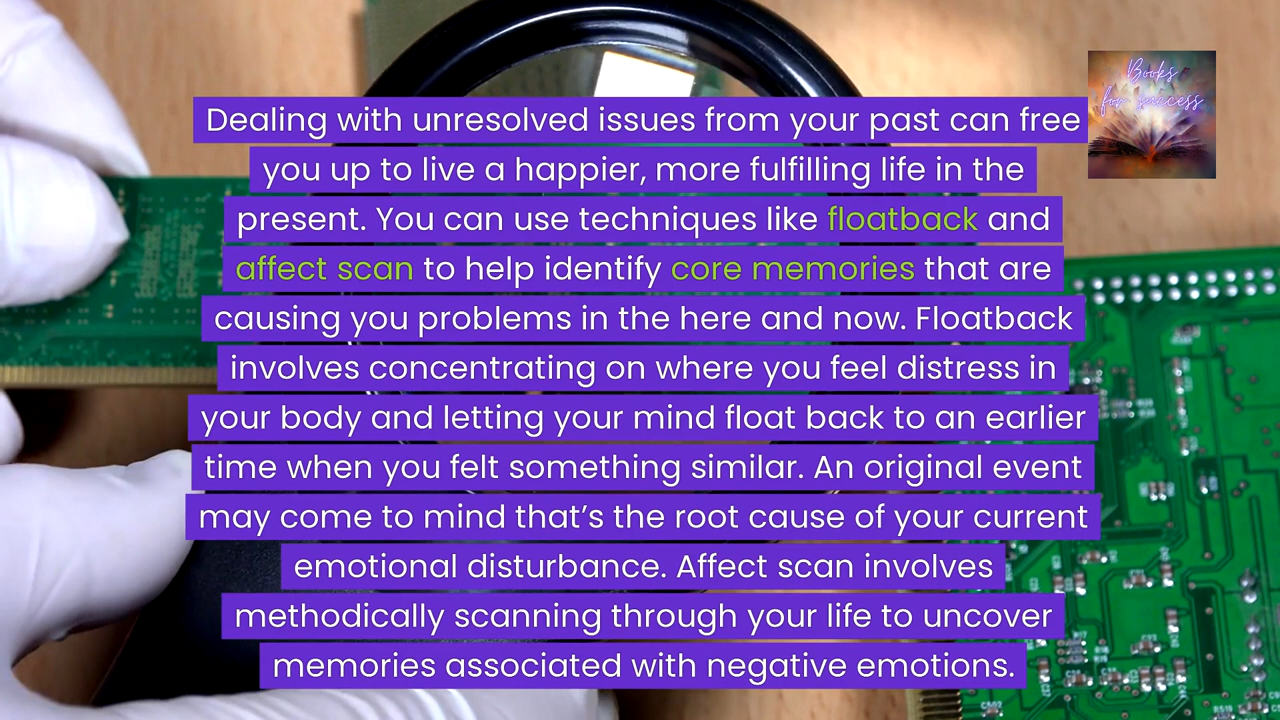 Books
for success
Dealing with unresolved issues from your past can free
you up to live a happier, more fulfilling life in the
present. You can use techniques like floatback and
affect scan to help identify core memories that are
causing you problems in the here and now. Floatback
involves concentrating on where you feel distress in
your body and letting your mind float back to an earlier
time when you felt something similar. An original event
may come to mind that’s the root cause of your current
emotional disturbance. Affect scan involves
methodically scanning through your life to uncover
memories associated with negative emotions.